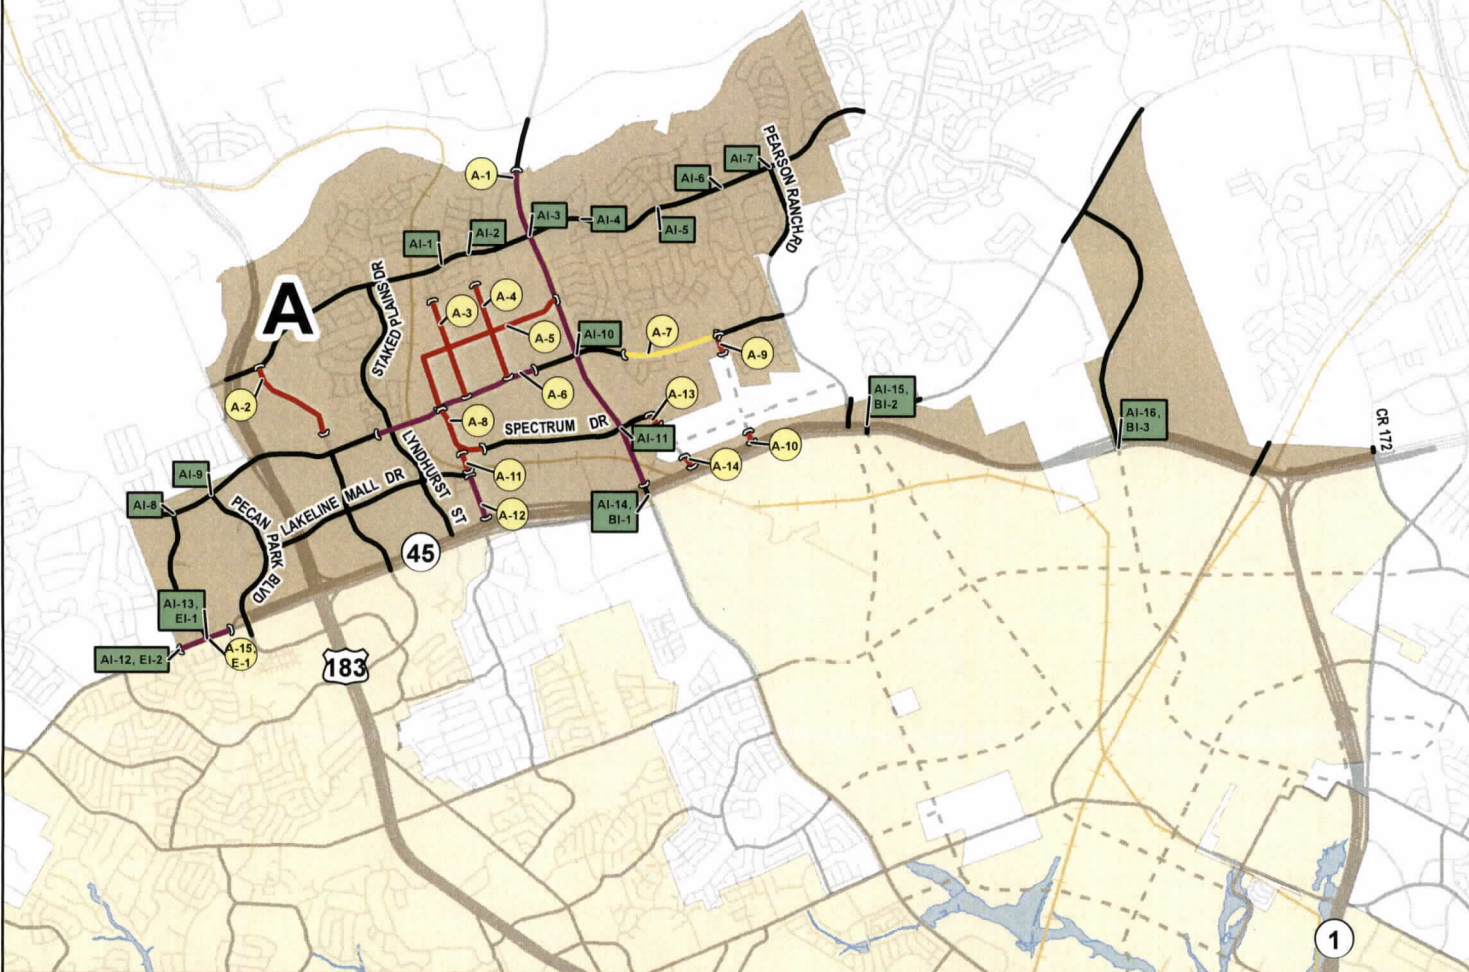 PEARSON RANCH RD
AI-7
A-1
AI-6
AI-3
AI-4
AI-2
AI-5
AI-1
A
STAKED PLAINS DR
A-4
A-3
A-5
AI-10
A-7
A-9
A-2
A-6
A-13
AI-15,
BI-2
A-8
SPECTRUM DR
AI-11
AI-16,
BI-3
CR 172
A-10
LYNDHURST ST
A-14
A-11
AI-9
LAKELINE MALL DR
AI-8
PECAN PARK BLVD
A-12
AI-14,
BI-1
45
AI-13,
EI-1
A-15,
E-1
AI-12, EI-2
183
1